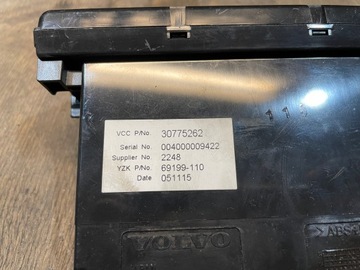 VCC P/No. 30775262
Serial No. 004000009422
Supplier No. 2248
YZK P/No. 69199-110
Date 051115
VOLVO